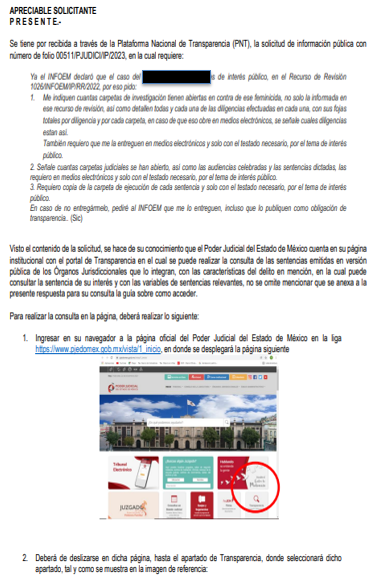 APRECIABLE SOLICITANTE
P R E S E N T E.-
Se tiene por recibida a través de la Plataforma Nacional de Transparencia (PNT), la solicitud de información pública con
número de folio 00511/PJUDICI/IP/2023, en la cual requiere:
Ya el INFOEM declaró que el caso del s de interés público, en el Recurso de Revisión
1026/INFOEM/IP/RR/2022, por eso pido:
1. Me indiquen cuantas carpetas de investigación tienen abiertas en contra de ese feminicida, no solo la informada en
ese recurso de revisión, así como detallen todas y cada una de las diligencias efectuadas en cada una, con sus fojas
totales por diligencia y por cada carpeta, en caso de que eso obre en medios electrónicos, se señale cuales diligencias
estan así.
También requiero que me la entreguen en medios electrónicos y solo con el testado necesario, por el tema de interés
público.
2. Señale cuantas carpetas judiciales se han abierto, así como las audiencias celebradas y las sentencias dictadas, las
requiero en medios electrónicos y solo con el testado necesario, por el tema de interés público.
3. Requiero copia de la carpeta de ejecución de cada sentencia y solo con el testado necesario, por el tema de interés
público.
En caso de no entregármelo, pediré al INFOEM que me lo entreguen, incluso que lo publiquen como obligación de
transparencia.. (Sic)
Visto el contenido de la solicitud, se hace de su conocimiento que el Poder Judicial del Estado de México cuenta en su página
institucional con el portal de Transparencia en el cual se puede realizar la consulta de las sentencias emitidas en versión
pública de los Órganos Jurisdiccionales que lo integran, con las características del delito en mención, en la cual puede
consultar la sentencia de su interés y con las variables de sentencias relevantes, no se omite mencionar que se anexa a la
presente respuesta para su consulta la guía sobre como acceder.
Para realizar la consulta en la página, deberá realizar lo siguiente:
1. Ingresar en su navegador a la página oficial del Poder Judicial del Estado de México en la liga
https://www.pjedomex.gob.mx/vista/1_inicio, en donde se desplegará la página siguiente
PODER JUDICIAL
Tribunal
Electrónico
JUZGADO
2. Deberá de deslizarse en dicha página, hasta el apartado de Transparencia, donde seleccionará dicho
apartado, tal y como se muestra en la imagen de referencia: